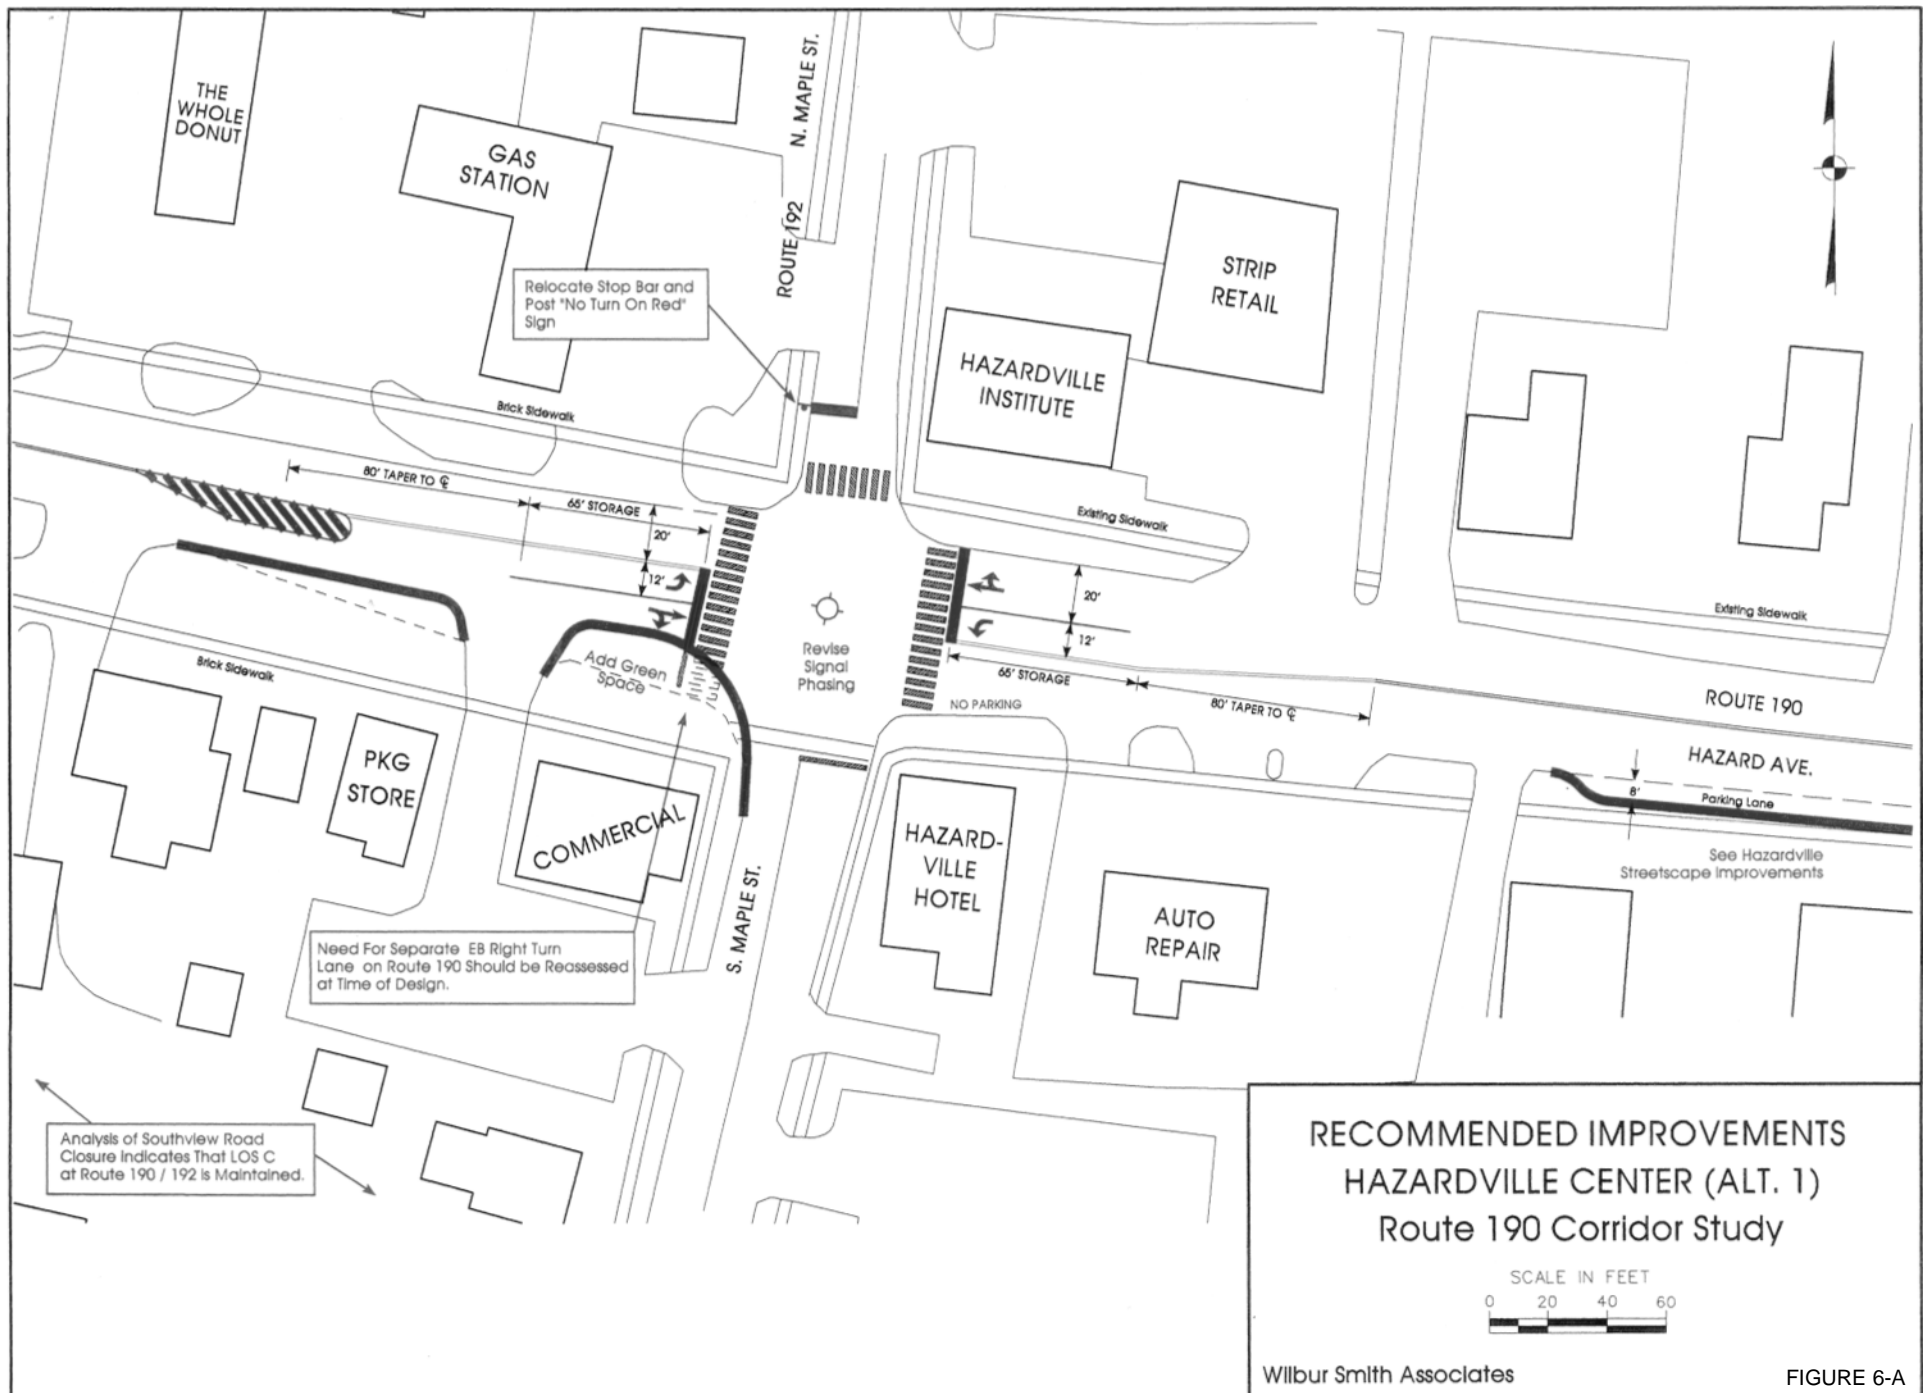 THE
WHOLE
DONUT
GAS
STATION
N. MAPLE ST.
ROUTE 192
Relocate Stop Bar and
Post "No Turn On Red"
Sign
STRIP
RETAIL
HAZARDVILLE
INSTITUTE
Brick Sidewalk
80' TAPER TO ℄
65' STORAGE
20'
12'
Existing Sidewalk
Existing Sidewalk
20'
12'
Revise
Signal
Phasing
65' STORAGE
80' TAPER TO ℄
NO PARKING
ROUTE 190
HAZARD AVE.
8'
Parking Lane
See Hazardville
Streetscape Improvements
Brick Sidewalk
Add Green
Space
PKG
STORE
COMMERCIAL
S. MAPLE ST.
HAZARD-
VILLE
HOTEL
AUTO
REPAIR
Need For Separate EB Right Turn
Lane on Route 190 Should be Reassessed
at Time of Design.
Analysis of Southview Road
Closure Indicates That LOS C
at Route 190 / 192 is Maintained.
RECOMMENDED IMPROVEMENTS
HAZARDVILLE CENTER (ALT. 1)
Route 190 Corridor Study
SCALE IN FEET
0 20 40 60
Wilbur Smith Associates
FIGURE 6-A